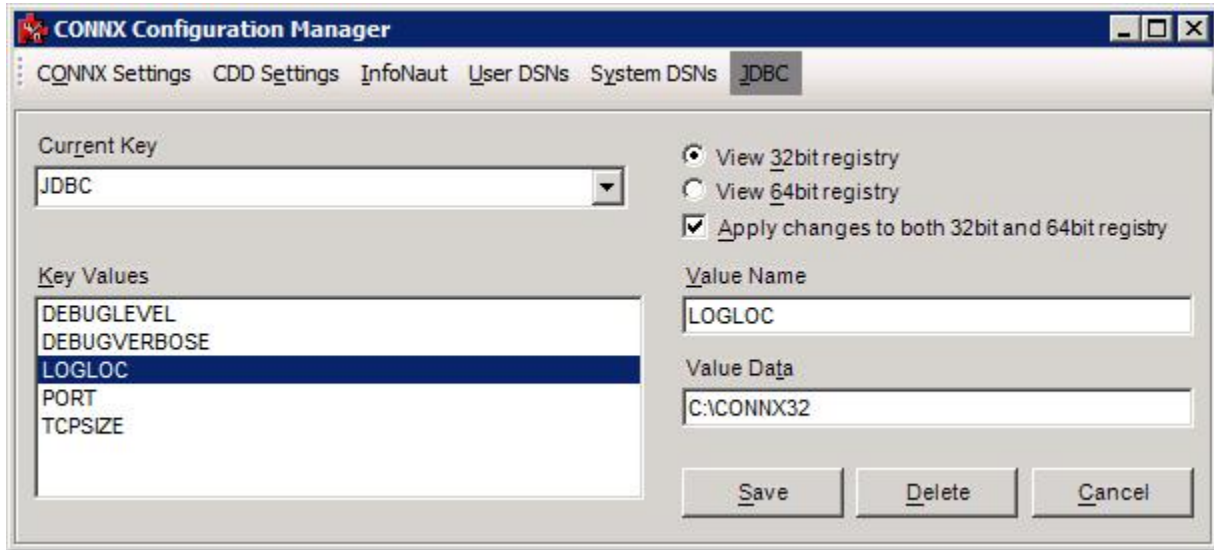 CONNX Configuration Manager
CONNX Settings CDD Settings InfoNaut User DSNs System DSNs JDBC
Current Key
JDBC
View 32bit registry
View 64bit registry
Apply changes to both 32bit and 64bit registry
Key Values
DEBUGLEVEL
DEBUGVERBOSE
LOGLOC
PORT
TCPSIZE
Value Name
LOGLOC
Value Data
C:\CONNX32
Save Delete Cancel